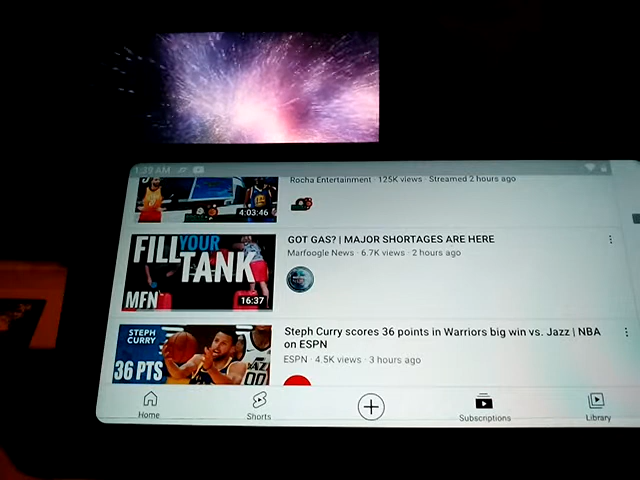 1:39 AM
Rocha Entertainment · 125K views · Streamed 2 hours ago
4:03:46
GOT GAS? | MAJOR SHORTAGES ARE HERE
Marfoogle News · 6.7K views · 2 hours ago
FILL YOUR
TANK
MFN
16:37
Steph Curry scores 36 points in Warriors big win vs. Jazz | NBA
on ESPN
ESPN · 4.5K views · 3 hours ago
STEPH
CURRY
36 PTS
Home
Shorts
Subscriptions
Library